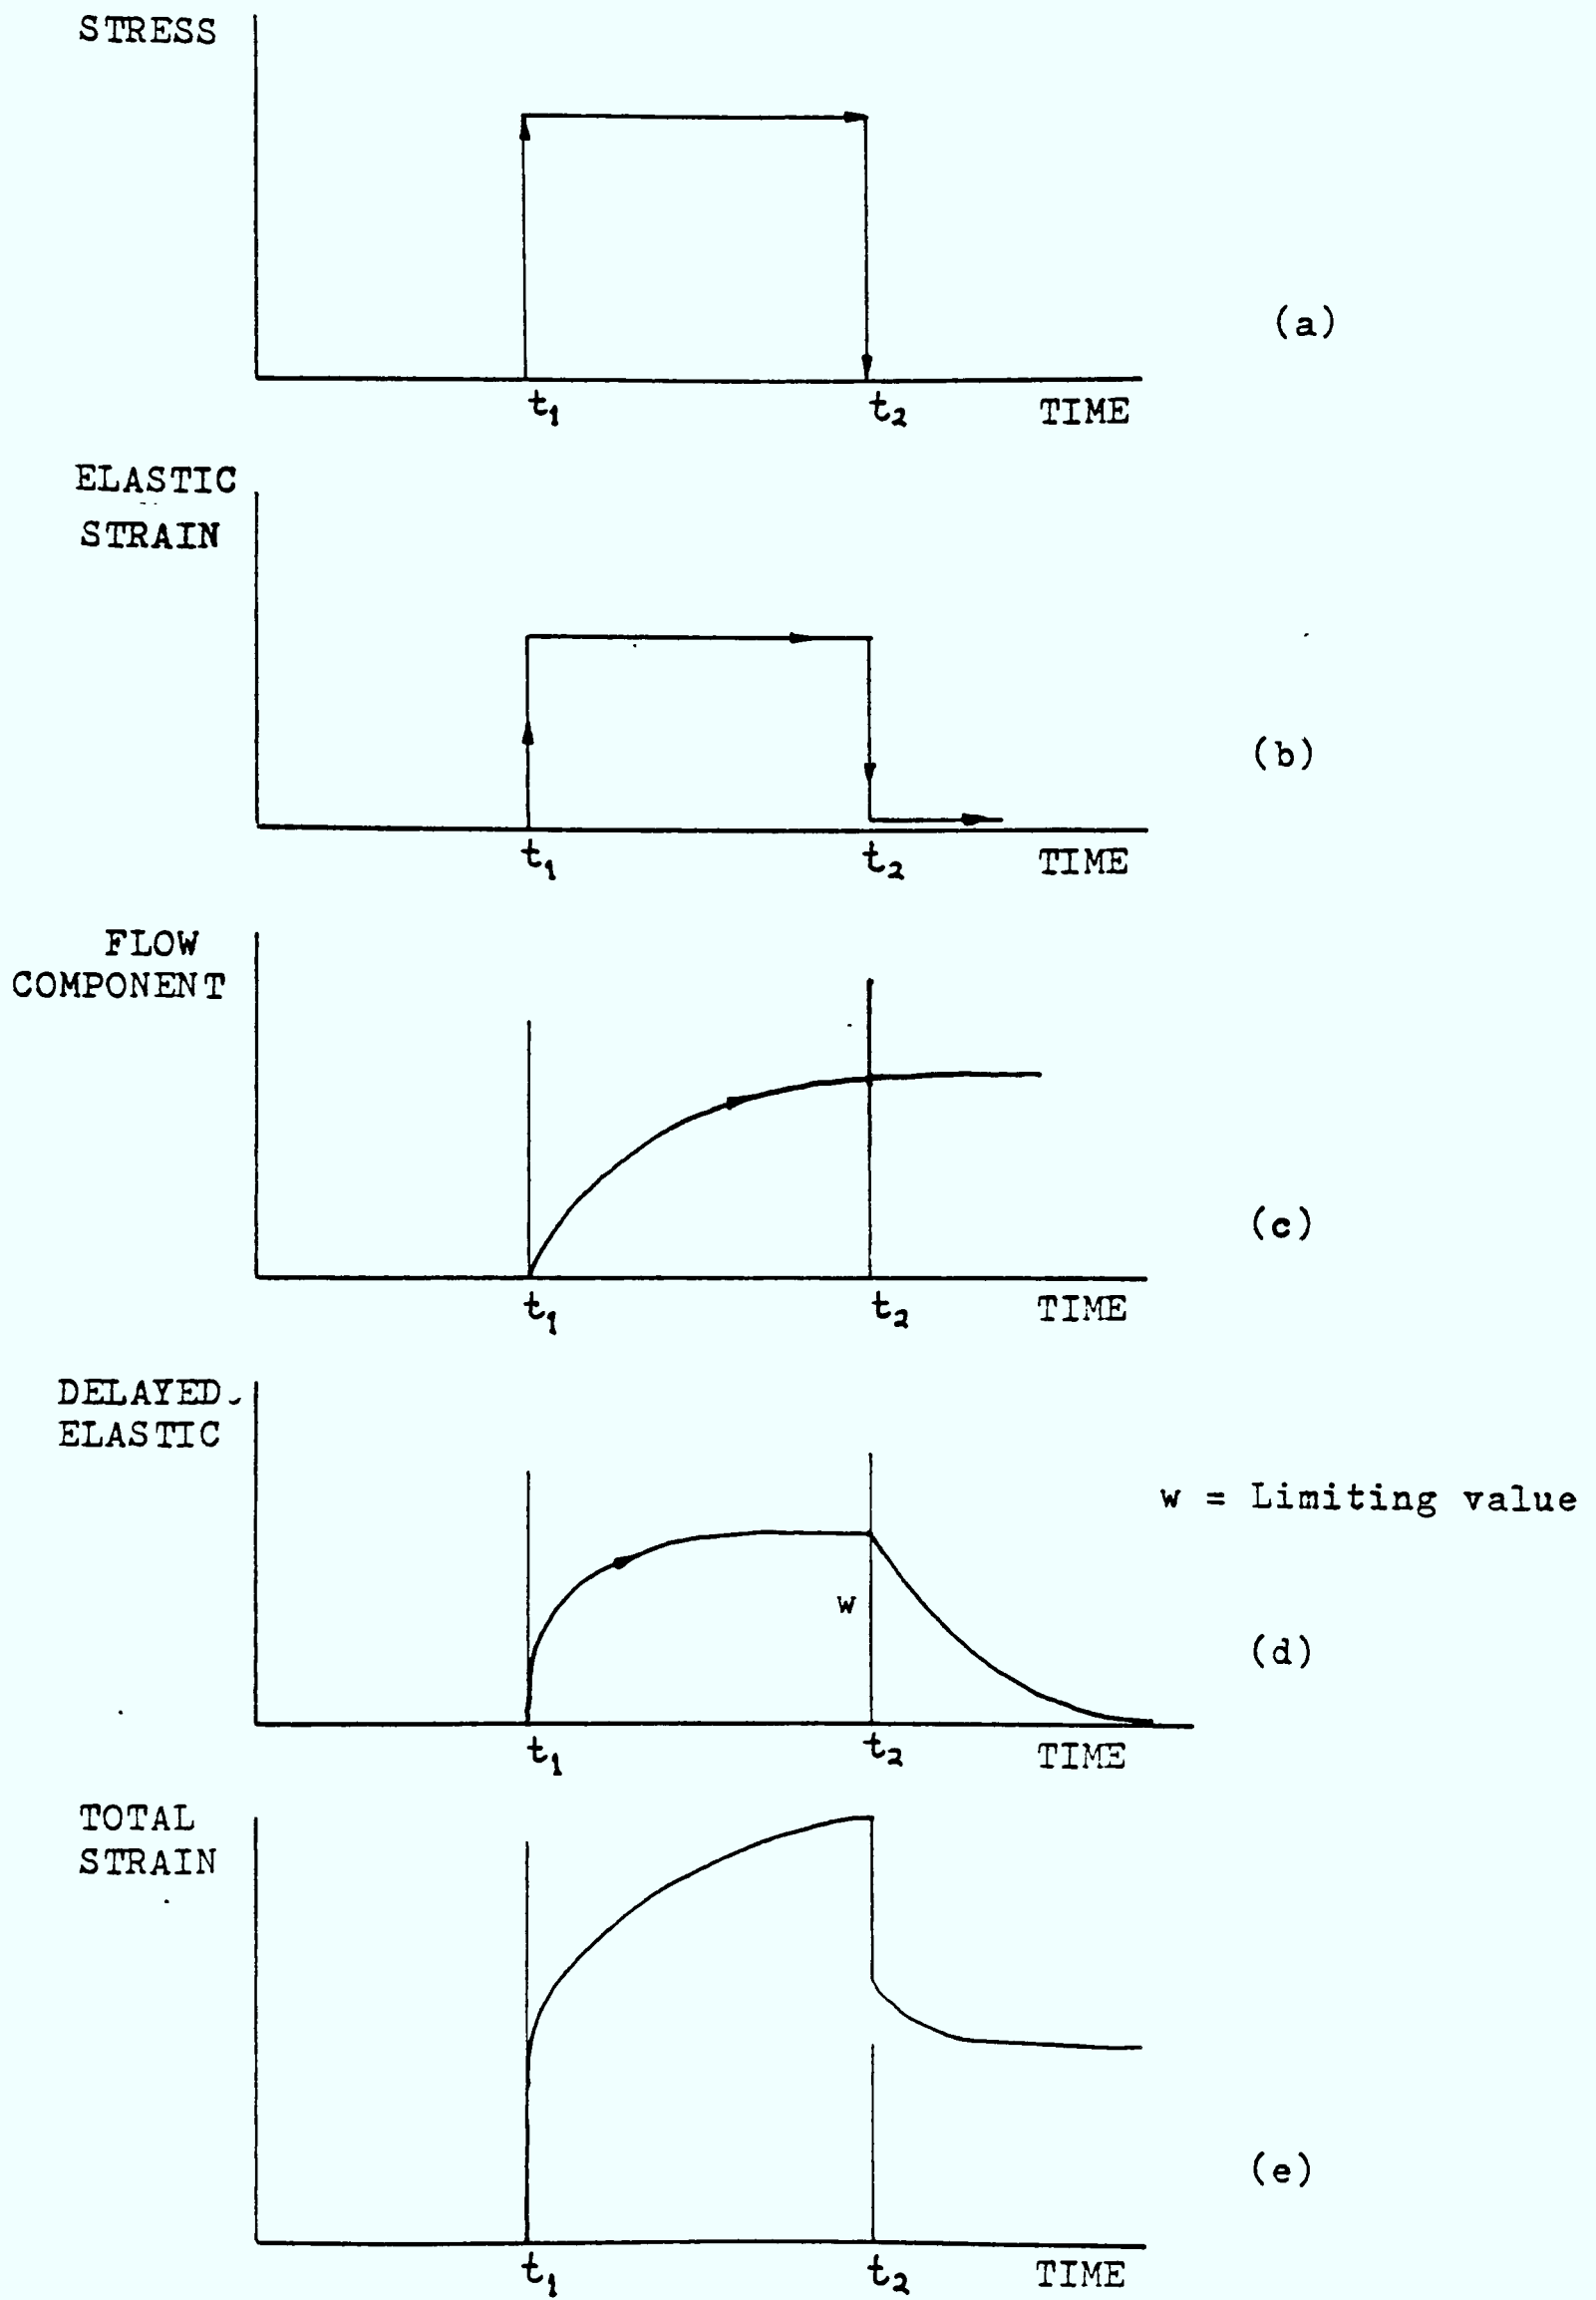 STRESS
(a)
t₁ t₂ TIME
ELASTIC
STRAIN
(b)
t₁ t₂ TIME
FLOW
COMPONENT
(c)
t₁ t₂ TIME
DELAYED
ELASTIC
w = Limiting value
w
(d)
t₁ t₂ TIME
TOTAL
STRAIN
(e)
t₁ t₂ TIME